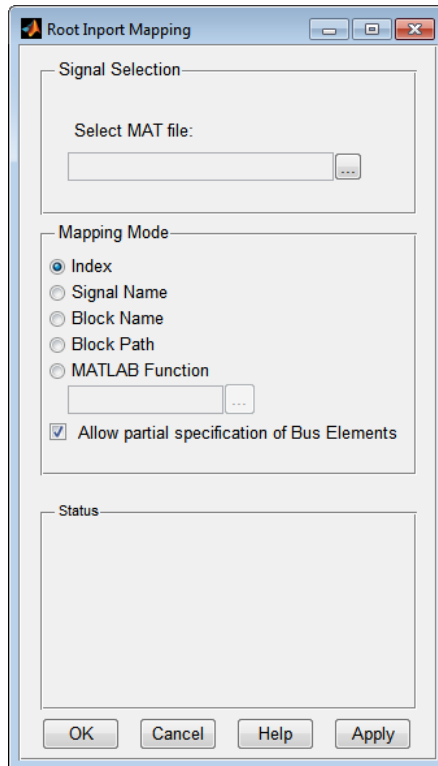 Root Inport Mapping
Signal Selection
Select MAT file:
...
Mapping Mode
Index
Signal Name
Block Name
Block Path
MATLAB Function
...
Allow partial specification of Bus Elements
Status
OK Cancel Help Apply